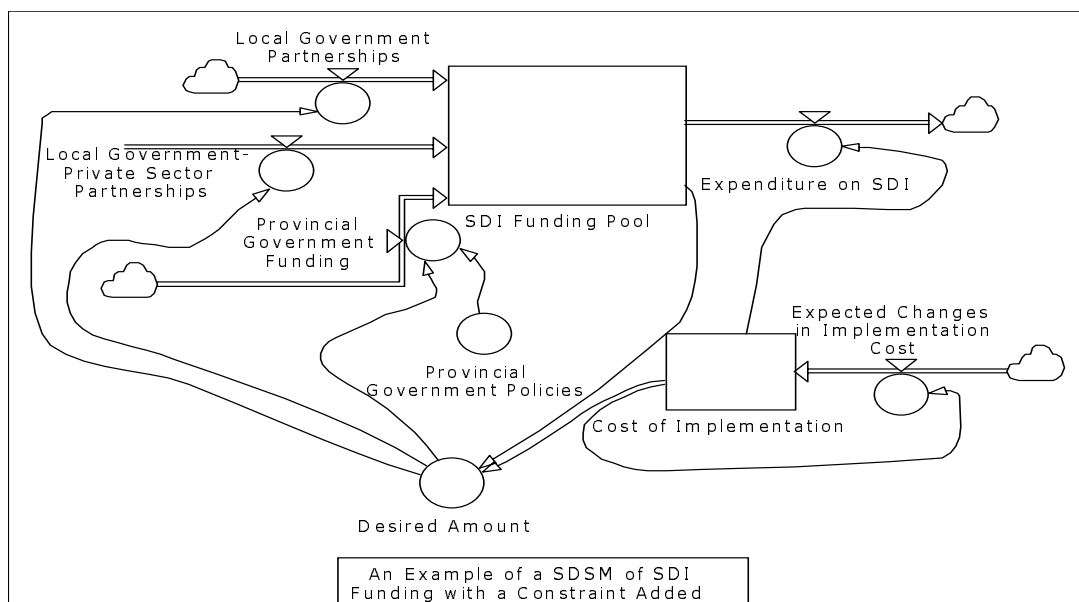 Local Government
Partnerships
Local Government-
Private Sector
Partnerships
Provincial
Government
Funding
SDI Funding Pool
Expenditure on SDI
Provincial
Government Policies
Expected Changes
in Implementation
Cost
Cost of Implementation
Desired Amount
An Example of a SDSM of SDI
Funding with a Constraint Added